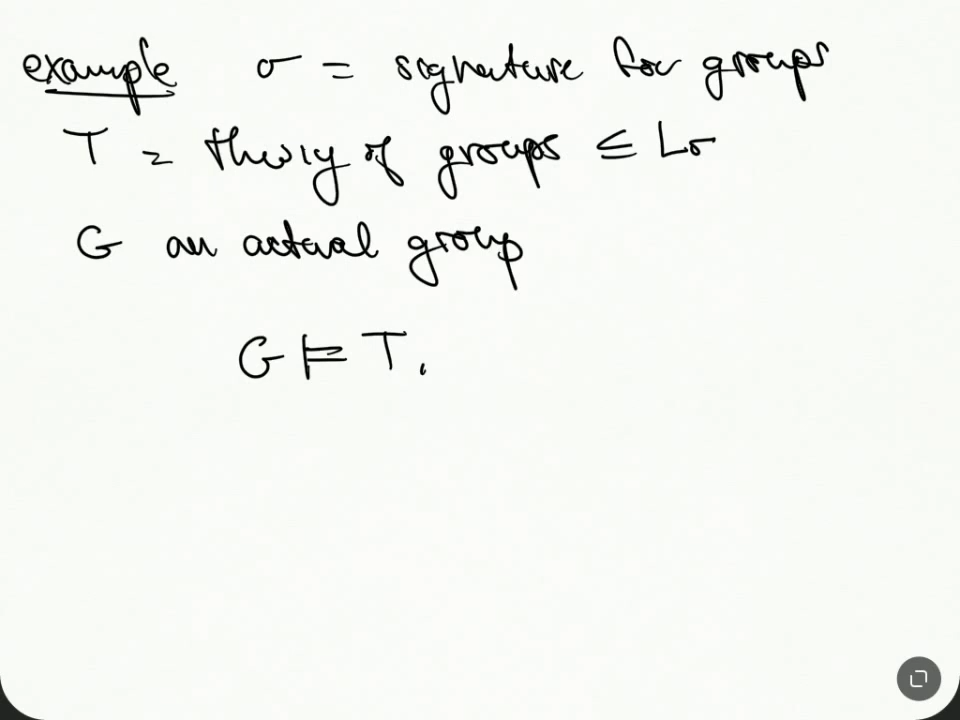 example σ = signature for groups
T = theory of groups ⊆ Lσ
G an actual group
G ⊨ T.